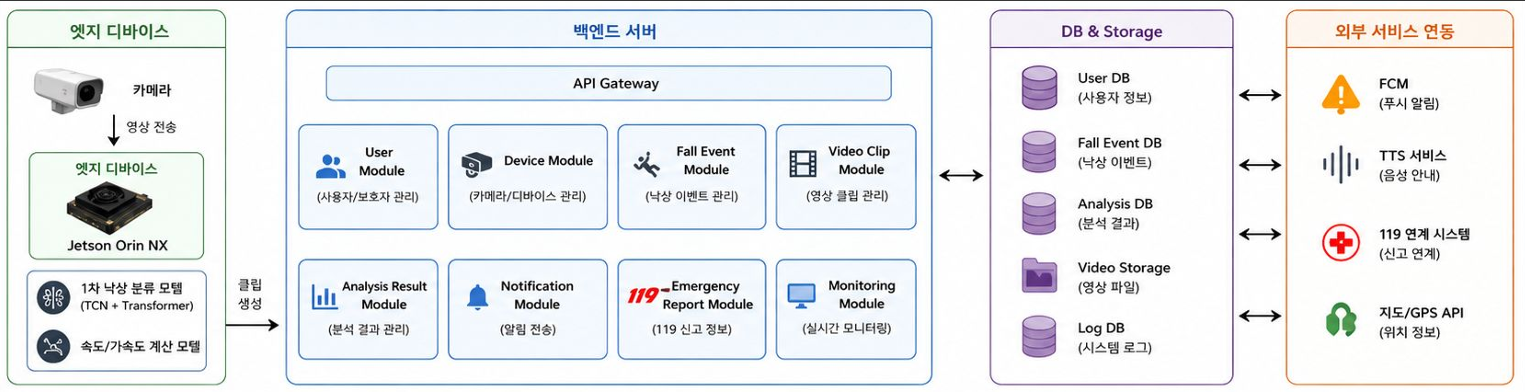 엣지 디바이스
카메라
영상 전송
엣지 디바이스
Jetson Orin NX
1차 낙상 분류 모델
(TCN + Transformer)
속도/가속도 계산 모델
클립
생성
백엔드 서버
API Gateway
User
Module
(사용자/보호자 관리)
Device Module
(카메라/디바이스 관리)
Fall Event
Module
(낙상 이벤트 관리)
Video Clip
Module
(영상 클립 관리)
Analysis Result
Module
(분석 결과 관리)
Notification
Module
(알림 전송)
119 Emergency
Report Module
(119 신고 정보)
Monitoring
Module
(실시간 모니터링)
DB & Storage
User DB
(사용자 정보)
Fall Event DB
(낙상 이벤트)
Analysis DB
(분석 결과)
Video Storage
(영상 파일)
Log DB
(시스템 로그)
외부 서비스 연동
FCM
(푸시 알림)
TTS 서비스
(음성 안내)
119 연계 시스템
(신고 연계)
지도/GPS API
(위치 정보)